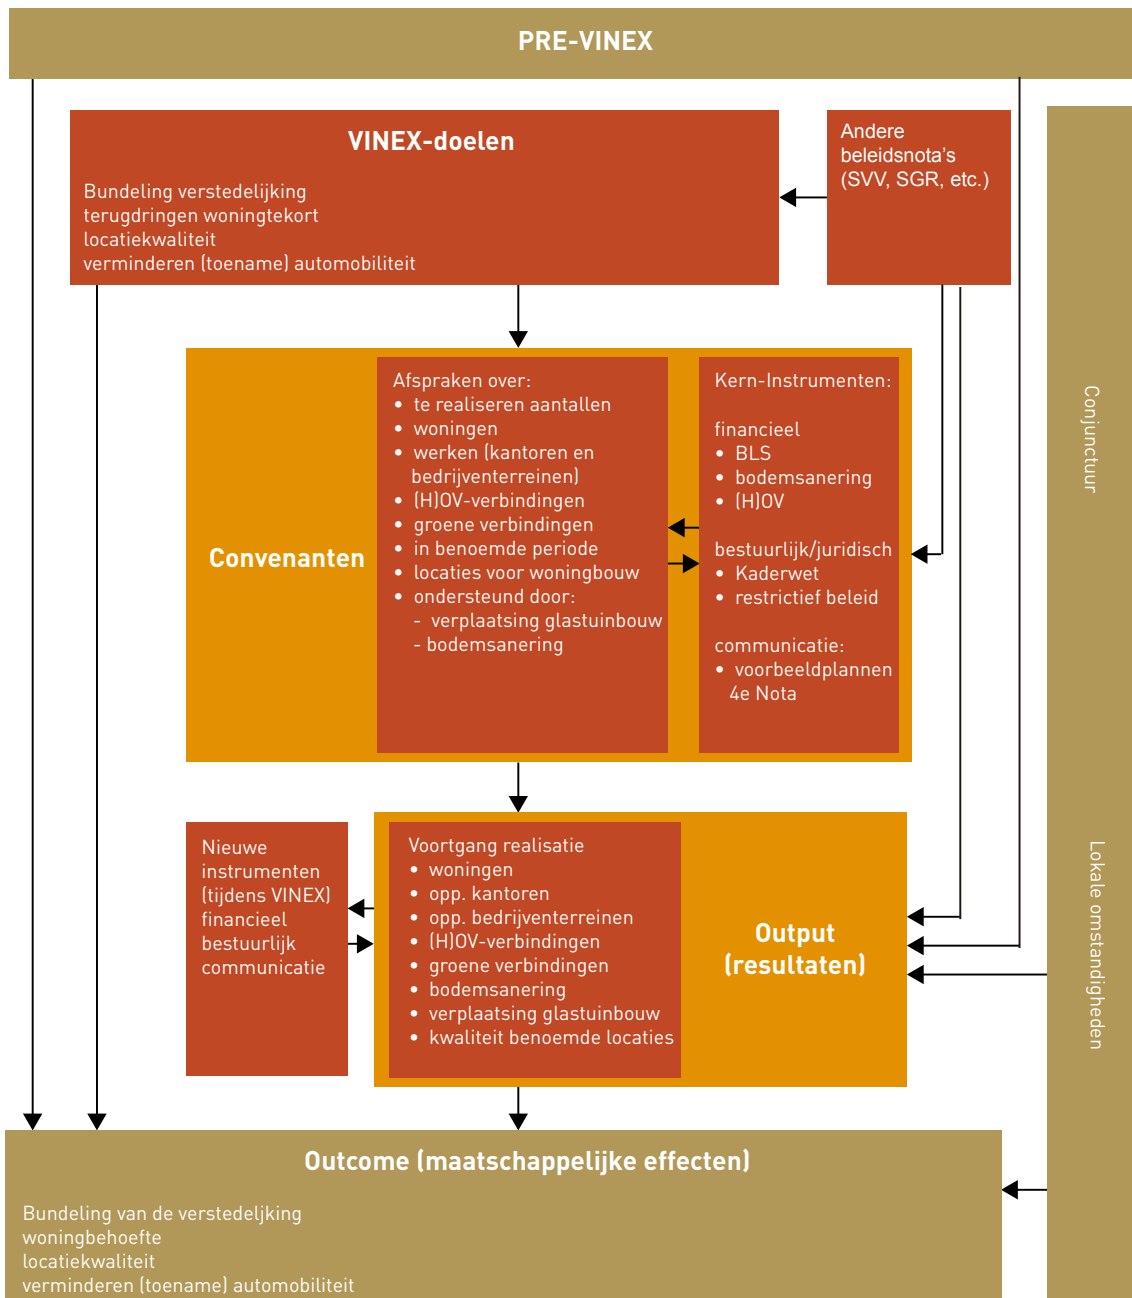 PRE-VINEX
VINEX-doelen
Bundeling verstedelijking
terugdringen woningtekort
locatiekwaliteit
verminderen (toename) automobiliteit
Andere
beleidsnota's
(SVV, SGR, etc.)
Convenanten
Afspraken over:
• te realiseren aantallen
• woningen
• werken (kantoren en
bedrijventerreinen)
• (H)OV-verbindingen
• groene verbindingen
• in benoemde periode
• locaties voor woningbouw
• ondersteund door:
- verplaatsing glastuinbouw
- bodemsanering
Kern-Instrumenten:
financieel
• BLS
• bodemsanering
• (H)OV
bestuurlijk/juridisch
• Kaderwet
• restrictief beleid
communicatie:
• voorbeeldplannen
4e Nota
Conjunctuur
Lokale omstandigheden
Nieuwe
instrumenten
(tijdens VINEX)
financieel
bestuurlijk
communicatie
Voortgang realisatie
• woningen
• opp. kantoren
• opp. bedrijventerreinen
• (H)OV-verbindingen
• groene verbindingen
• bodemsanering
• verplaatsing glastuinbouw
• kwaliteit benoemde locaties
Output
(resultaten)
Outcome (maatschappelijke effecten)
Bundeling van de verstedeljking
woningbehoefte
locatiekwaliteit
verminderen (toename) automobiliteit